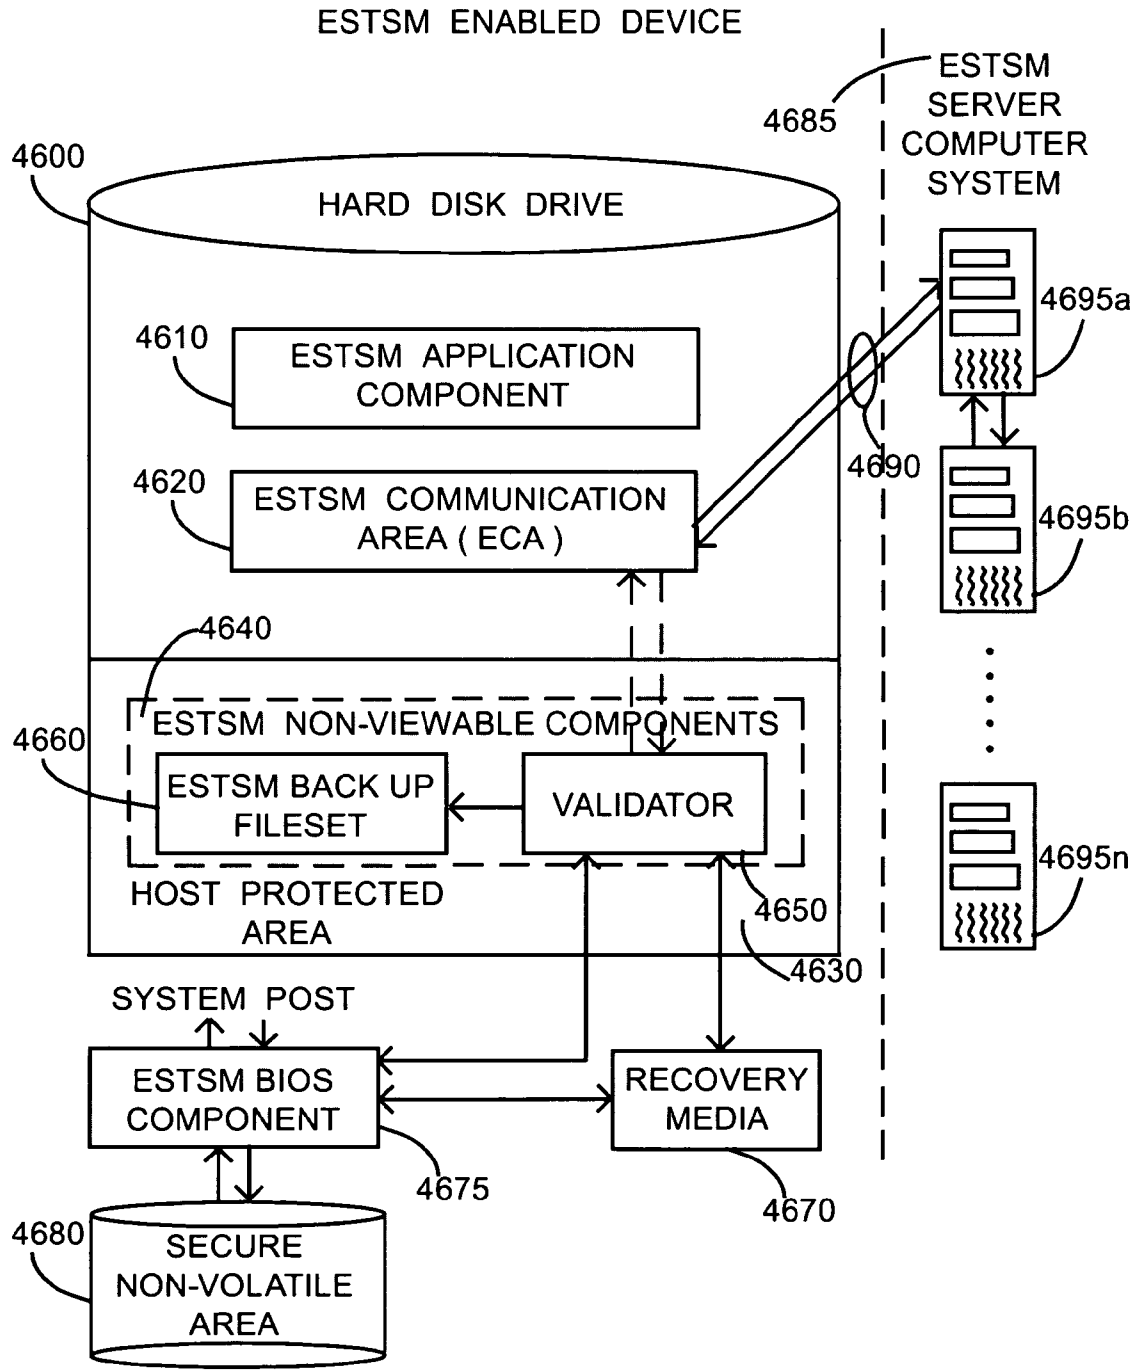 ESTSM ENABLED DEVICE
4685
ESTSM
SERVER
COMPUTER
SYSTEM
4600
HARD DISK DRIVE
4695a
4610
ESTSM APPLICATION
COMPONENT
4690
4620
ESTSM COMMUNICATION
AREA ( ECA )
4695b
4640
ESTSM NON-VIEWABLE COMPONENTS
4660
ESTSM BACK UP
FILESET
VALIDATOR
4695n
HOST PROTECTED
AREA
4650
4630
SYSTEM POST
ESTSM BIOS
COMPONENT
RECOVERY
MEDIA
4675
4670
4680
SECURE
NON-VOLATILE
AREA